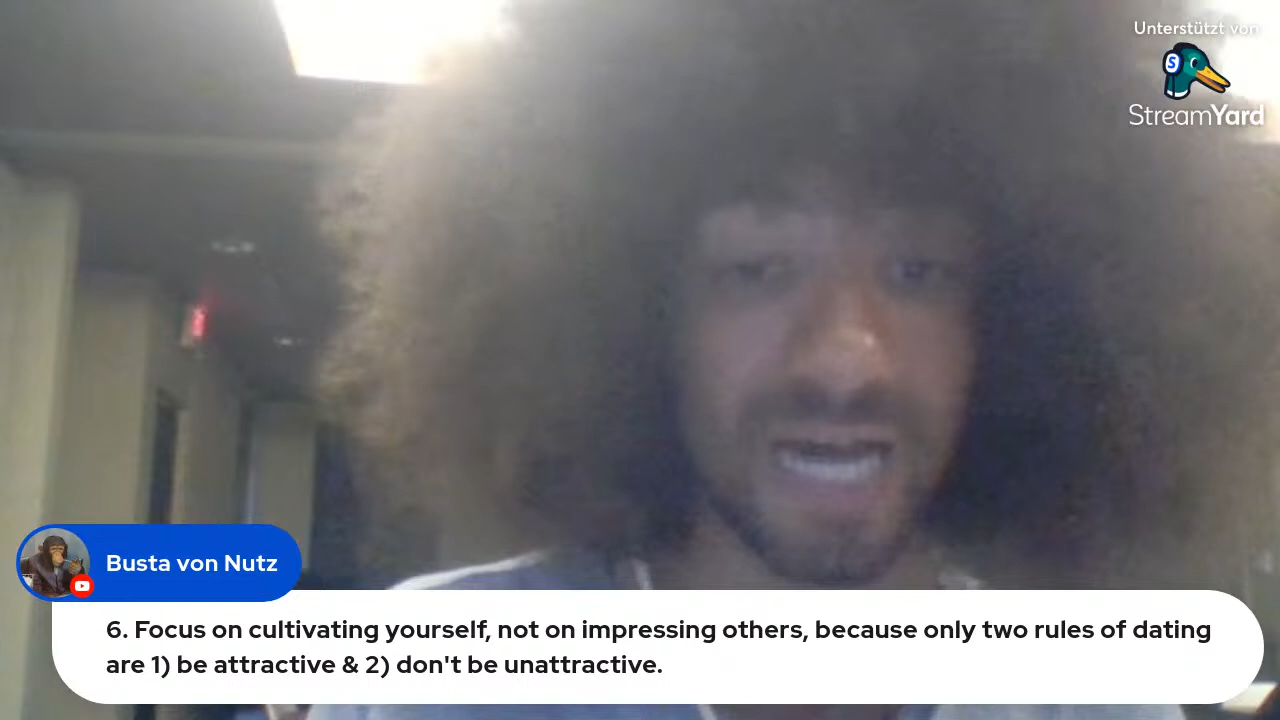 Unterstützt von
StreamYard
Busta von Nutz
6. Focus on cultivating yourself, not on impressing others, because only two rules of dating
are 1) be attractive & 2) don't be unattractive.